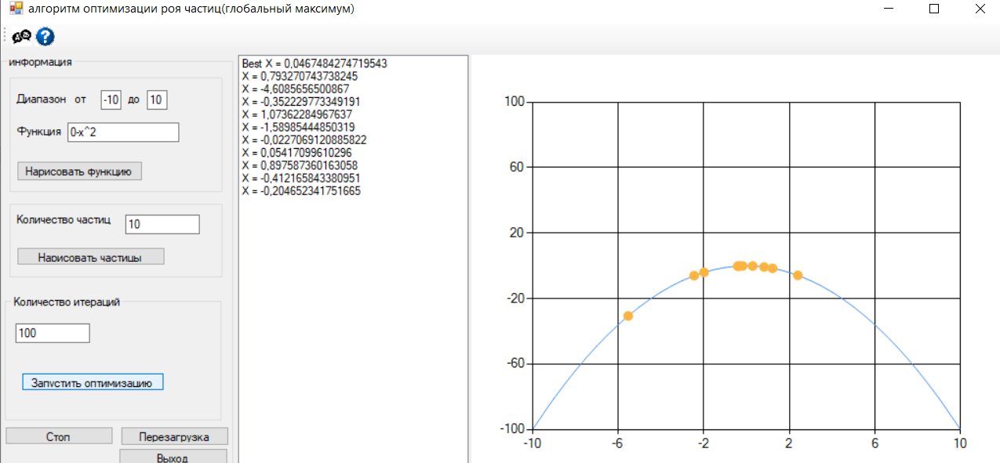 алгоритм оптимизации роя частиц(глобальный максимум)
информация
Диапазон от -10 до 10
Функция 0-x^2
Нарисовать функцию
Количество частиц 10
Нарисовать частицы
Количество итераций
100
Запустить оптимизацию
Стоп Перезагрузка
Выход
Best X = 0,0467484274719543
X = 0,793270743738245
X = -4,6085656500867
X = -0,352229773349191
X = 1,07362284967637
X = -1,58985444850319
X = -0,0227069120885822
X = 0,05417099610296
X = 0,897587360163058
X = -0,412165843380951
X = -0,204652341751665
100
60
20
-20
-60
-100
-10 -6 -2 2 6 10